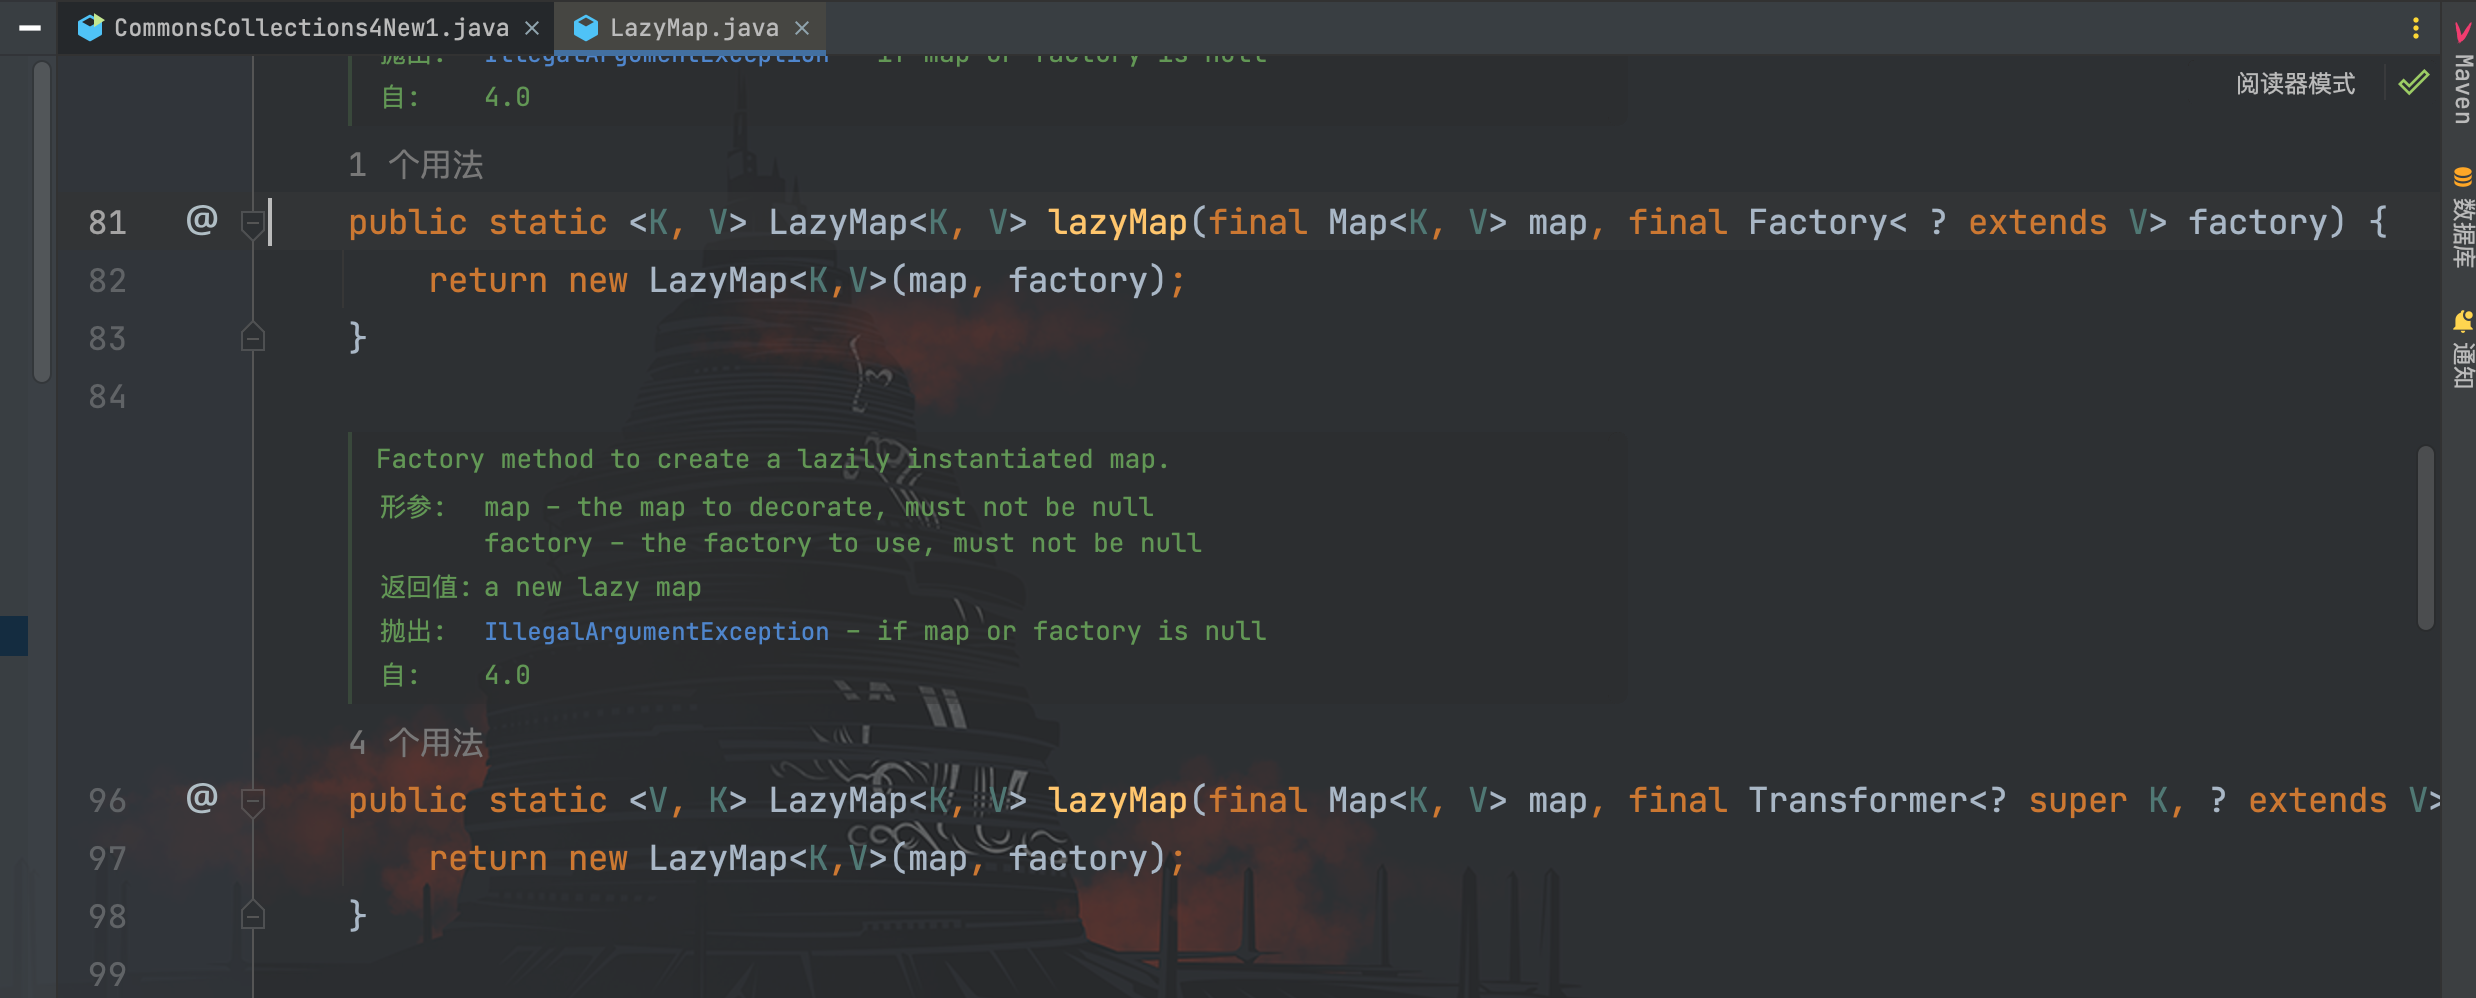 CommonsCollections4New1.java
LazyMap.java
抛出: IllegalArgumentException – if map or factory is null
自: 4.0
阅读器模式
1 个用法
81 @ public static <K, V> LazyMap<K, V> lazyMap(final Map<K, V> map, final Factory< ? extends V> factory) {
82 return new LazyMap<K,V>(map, factory);
83 }
84
Factory method to create a lazily instantiated map.
形参: map – the map to decorate, must not be null
factory – the factory to use, must not be null
返回值: a new lazy map
抛出: IllegalArgumentException – if map or factory is null
自: 4.0
4 个用法
96 @ public static <V, K> LazyMap<K, V> lazyMap(final Map<K, V> map, final Transformer<? super K, ? extends V>
97 return new LazyMap<K,V>(map, factory);
98 }
99
Maven
数据库
通知